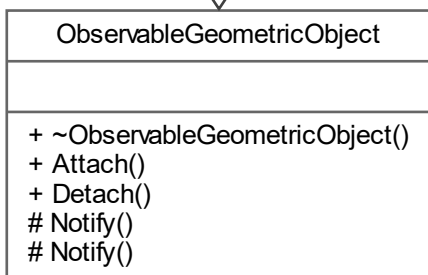 ObservableGeometricObject
+ ~ObservableGeometricObject()
+ Attach()
+ Detach()
# Notify()
# Notify()